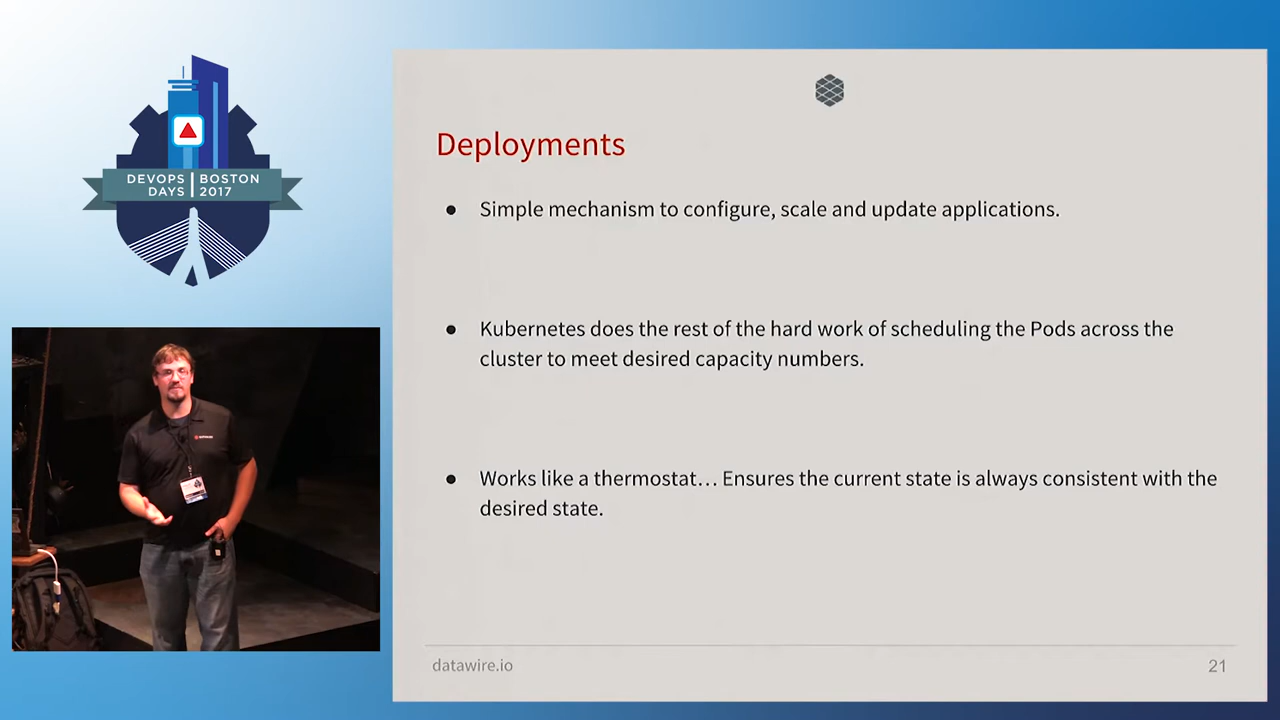 DEVOPS DAYS
BOSTON 2017
Deployments
● Simple mechanism to configure, scale and update applications.
● Kubernetes does the rest of the hard work of scheduling the Pods across the
cluster to meet desired capacity numbers.
● Works like a thermostat… Ensures the current state is always consistent with the
desired state.
datawire.io
21